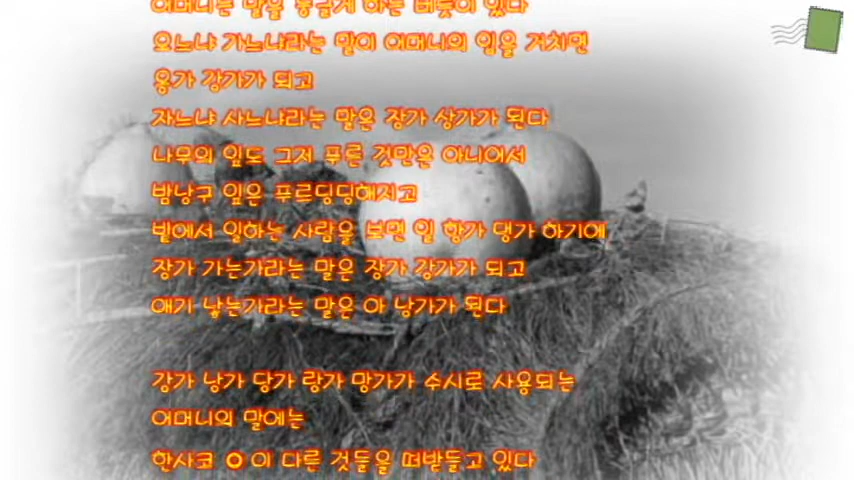 어머니는 말을 둥글게 하는 버릇이 있다
오느냐 가느냐라는 말이 어머니의 입을 거치면
옹가 강가가 되고
자느냐 사느냐라는 말은 장가 상가가 된다
나무의 잎도 그저 푸른 것만은 아니어서
밤낭구 잎은 푸르딩딩해지고
밭에서 일하는 사람을 보면 일 항가 댕가 하기에
장가 가는가라는 말은 장가 강가가 되고
애기 낳는가라는 말은 아 낭가가 된다
강가 낭가 당가 랑가 망가가 수시로 사용되는
어머니의 말에는
한사코 ㅇ이 다른 것들을 떠받들고 있다